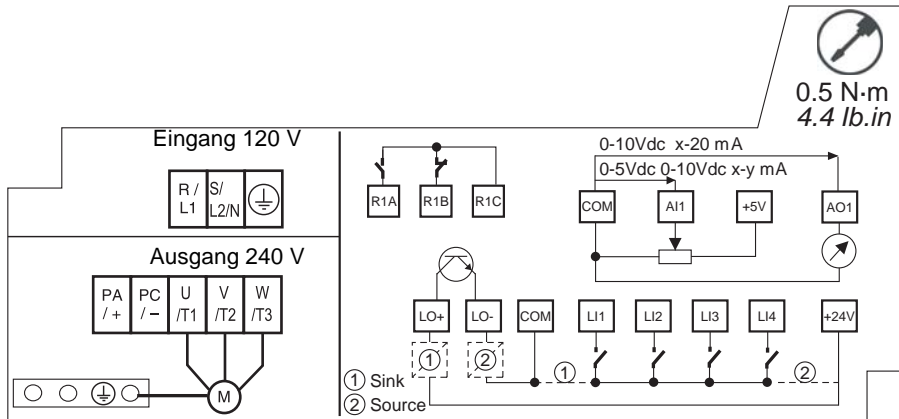 0.5 N·m
4.4 lb.in
Eingang 120 V
R / L1
S/ L2/N
Ausgang 240 V
PA / +
PC / –
U /T1
V /T2
W /T3
M
R1A
R1B
R1C
0-10Vdc x-20 mA
0-5Vdc 0-10Vdc x-y mA
COM
AI1
+5V
AO1
LO+
LO-
COM
LI1
LI2
LI3
LI4
+24V
①
②
①
②
① Sink
② Source